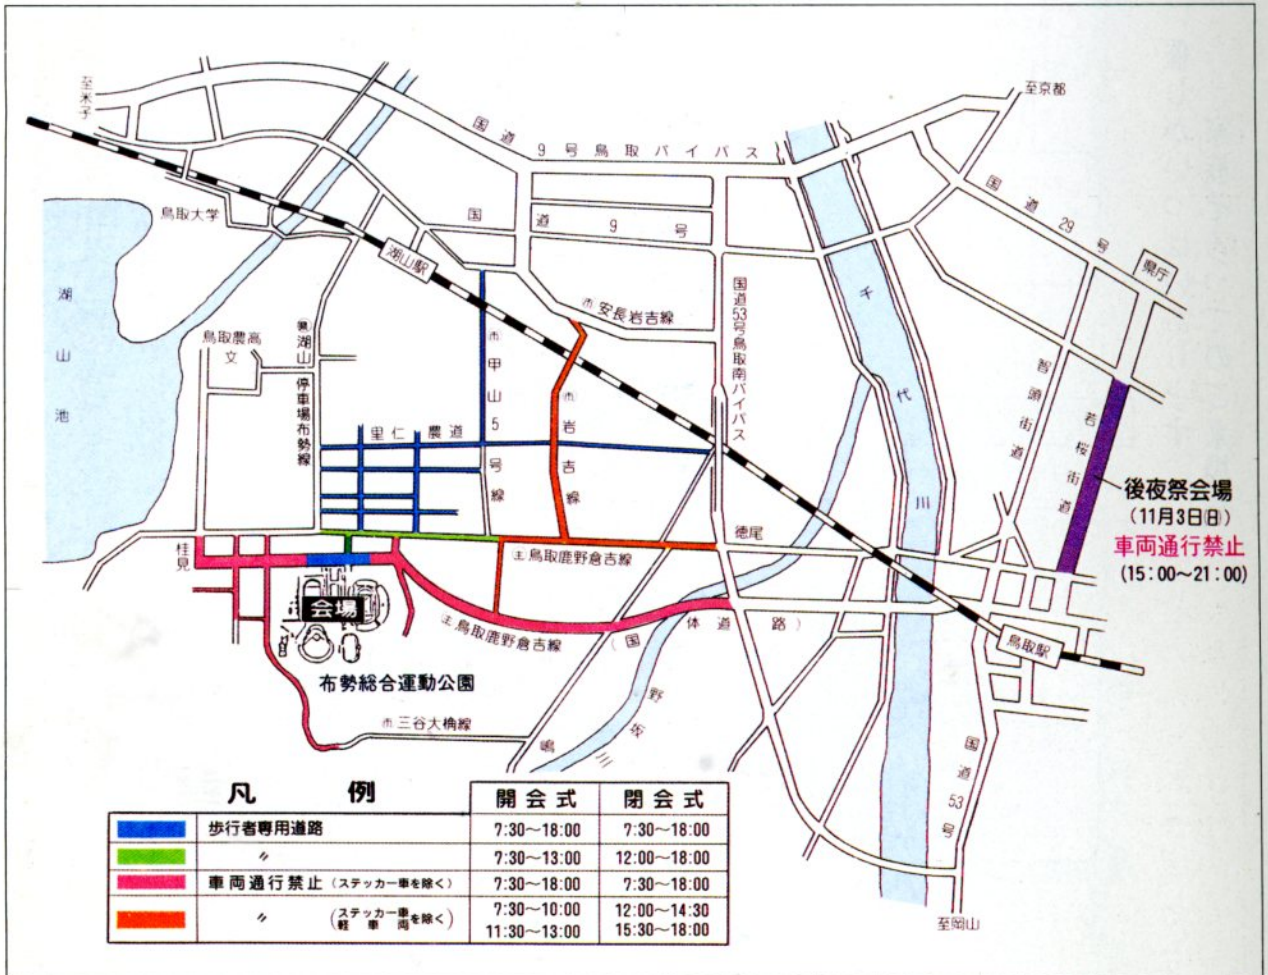 至米子
国道9号鳥取バイパス
至京都
鳥取大学
国道9号
国道29号
湖山駅
県庁
湖山池
鳥取農高
文
県湖山停車場布勢線
市甲山5号線
市安長岩吉線
国道53号鳥取南バイパス
千代川
智頭街道
若桜街道
里仁農道
市岩吉線
後夜祭会場
(11月3日㊐)
車両通行禁止
(15:00〜21:00)
桂見
徳尾
主鳥取鹿野倉吉線
会場
主鳥取鹿野倉吉線
(国体道路)
鳥取駅
布勢総合運動公園
市三谷大桷線
嶋
野坂川
国道53号
至岡山
凡例
開会式 閉会式
歩行者専用道路 7:30〜18:00 7:30〜18:00
〃 7:30〜13:00 12:00〜18:00
車両通行禁止(ステッカー車を除く) 7:30〜18:00 7:30〜18:00
〃 (ステッカー車軽車両を除く) 7:30〜10:00 12:00〜14:30
11:30〜13:00 15:30〜18:00